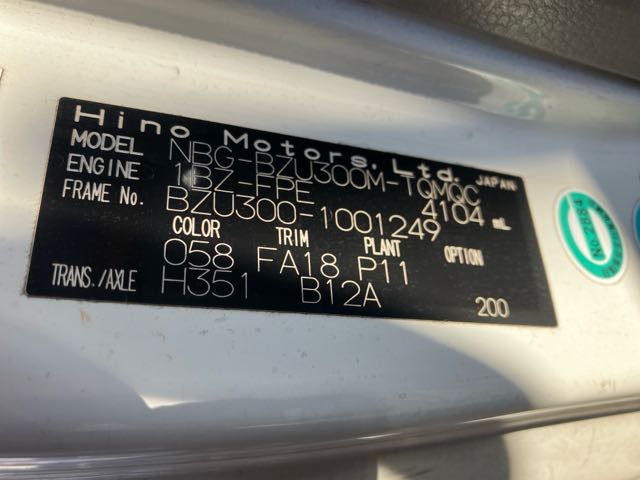 Hino Motors, Ltd. JAPAN
MODEL NBG-BZU300M-TQMQC
ENGINE 1BZ-FPE 4104 mL
FRAME No. BZU300-1001249
COLOR TRIM PLANT OPTION
058 FA18 P11
TRANS./AXLE H351 B12A 200